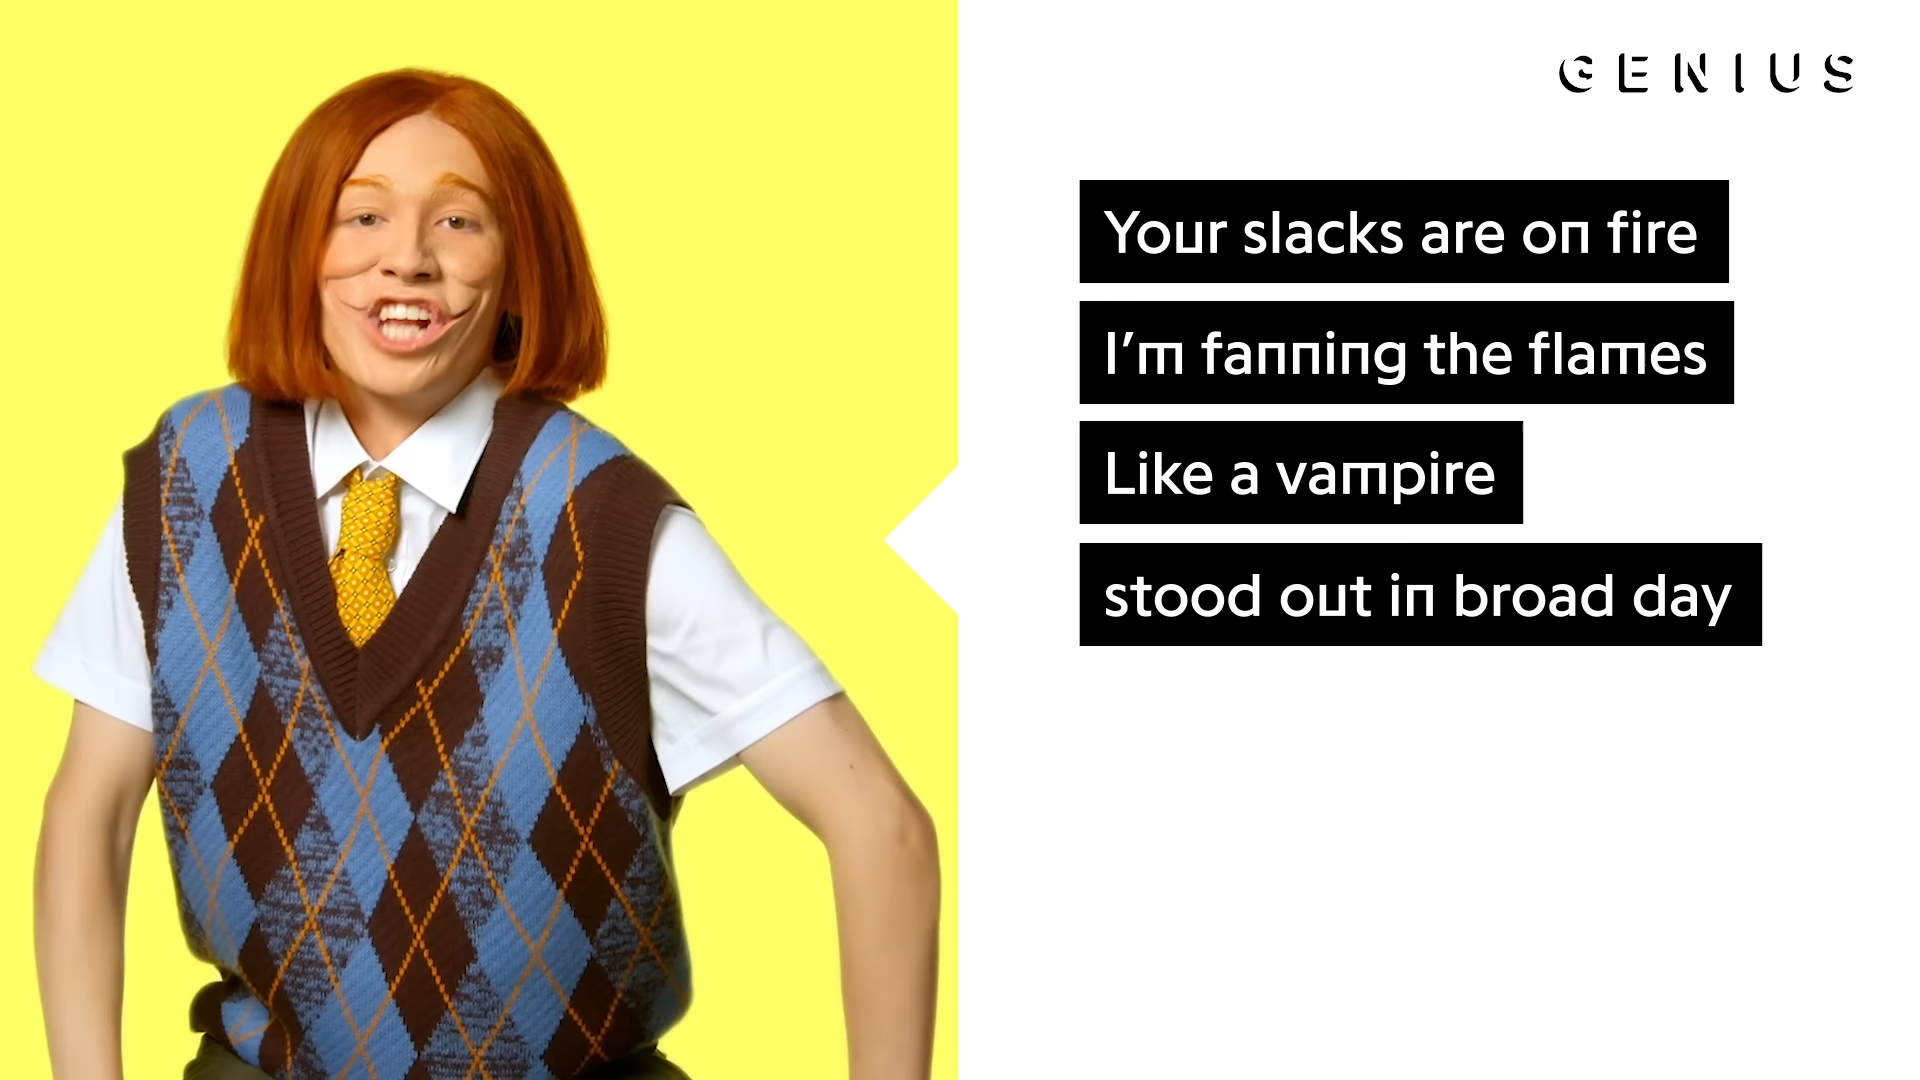 GENIUS
Your slacks are on fire
I’m fanning the flames
Like a vampire
stood out in broad day